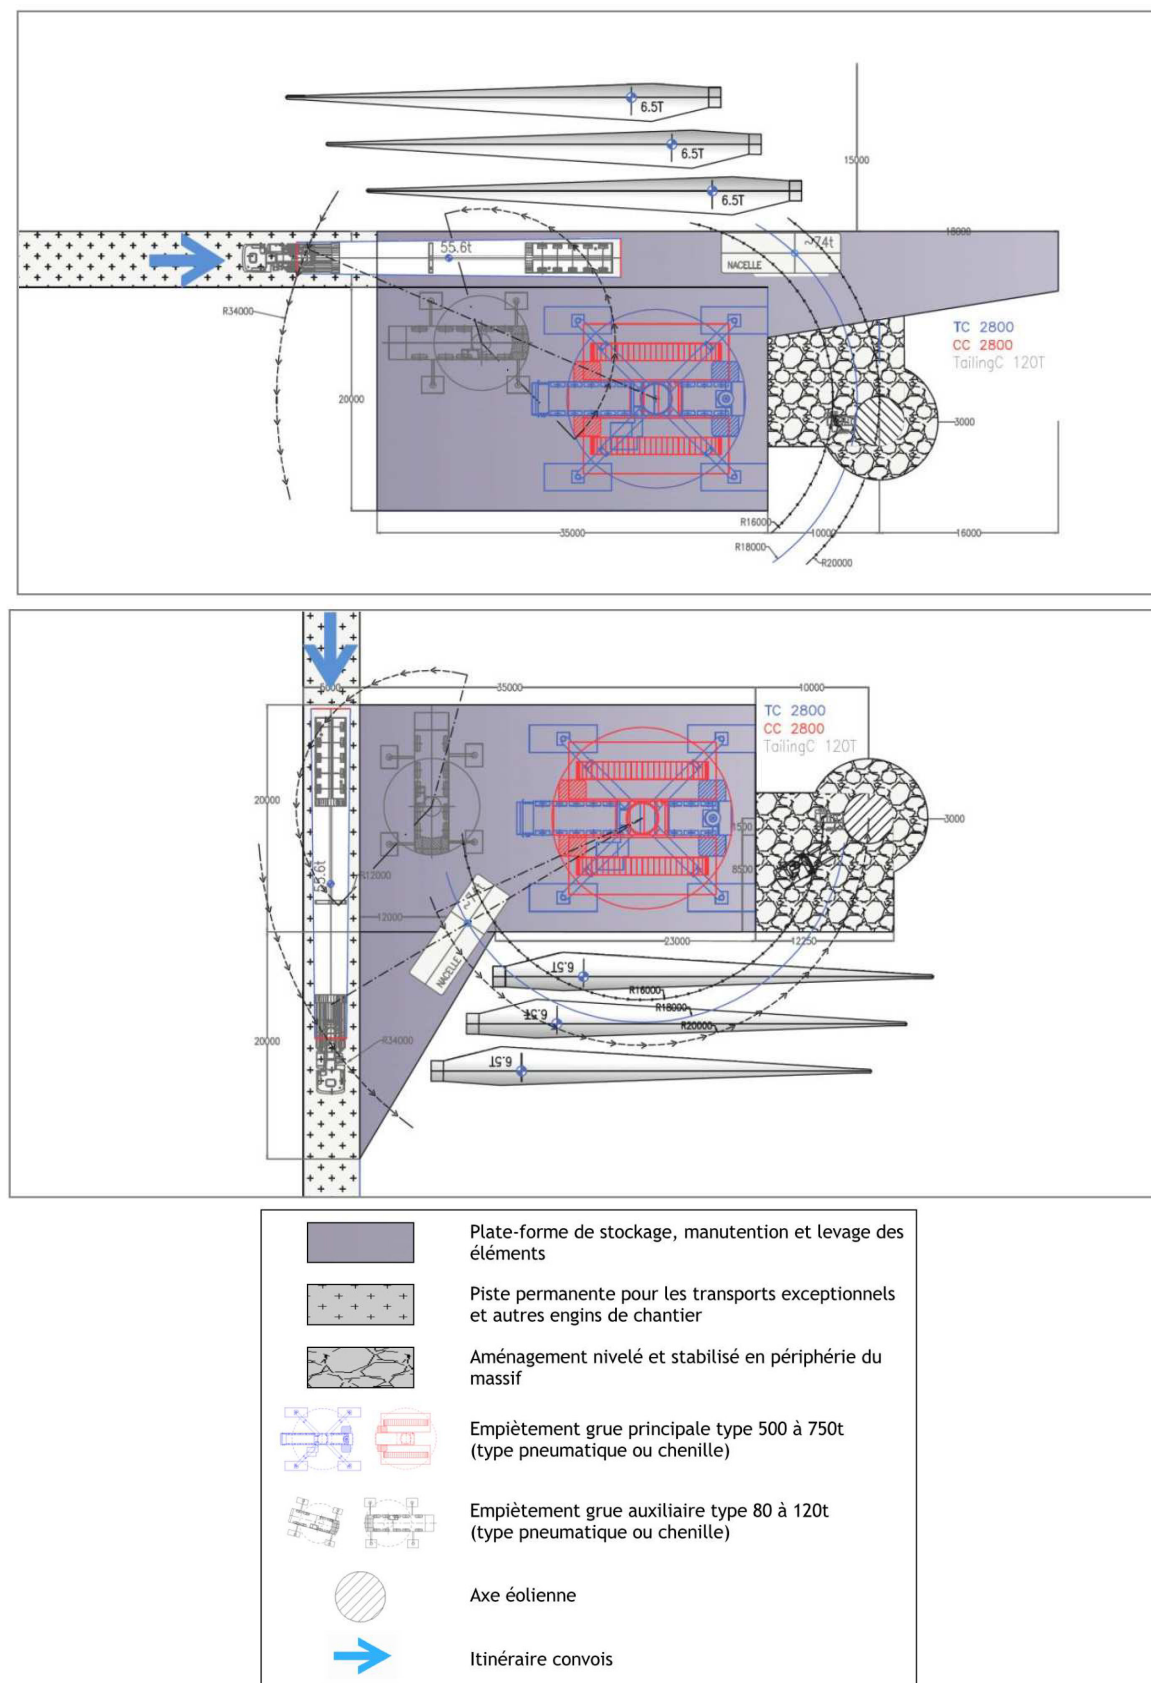 6.5T
6.5T
6.5T
15000
55.6t
~74t
18000
NACELLE
R34000
TC 2800
CC 2800
TailingC 120T
20000
3000
R16000
35000
10000
16000
R18000
R20000
5000
35000
10000
TC 2800
CC 2800
TailingC 120T
20000
3000
1500
8500
55.6t
R12000
12000
NACELLE
23000
12250
6.5T
R16000
R18000
6.5T
R20000
20000
R34000
6.5T
Plate-forme de stockage, manutention et levage des
éléments
Piste permanente pour les transports exceptionnels
et autres engins de chantier
Aménagement nivelé et stabilisé en périphérie du
massif
Empiètement grue principale type 500 à 750t
(type pneumatique ou chenille)
Empiètement grue auxiliaire type 80 à 120t
(type pneumatique ou chenille)
Axe éolienne
Itinéraire convois